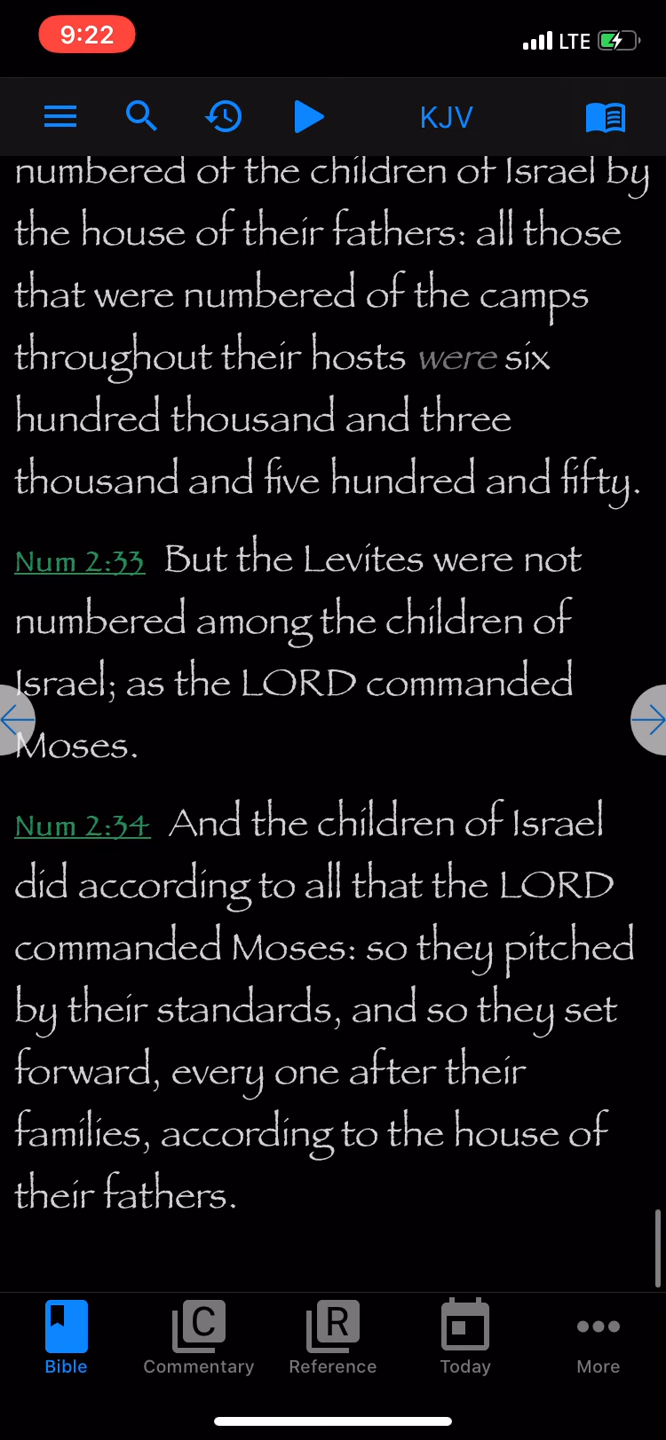 9:22
LTE
KJV
numbered of the children of Israel by
the house of their fathers: all those
that were numbered of the camps
throughout their hosts were six
hundred thousand and three
thousand and five hundred and fifty.
Num 2:33 But the Levites were not
numbered among the children of
Israel; as the LORD commanded
Moses.
Num 2:34 And the children of Israel
did according to all that the LORD
commanded Moses: so they pitched
by their standards, and so they set
forward, every one after their
families, according to the house of
their fathers.
C R
Bible Commentary Reference Today More